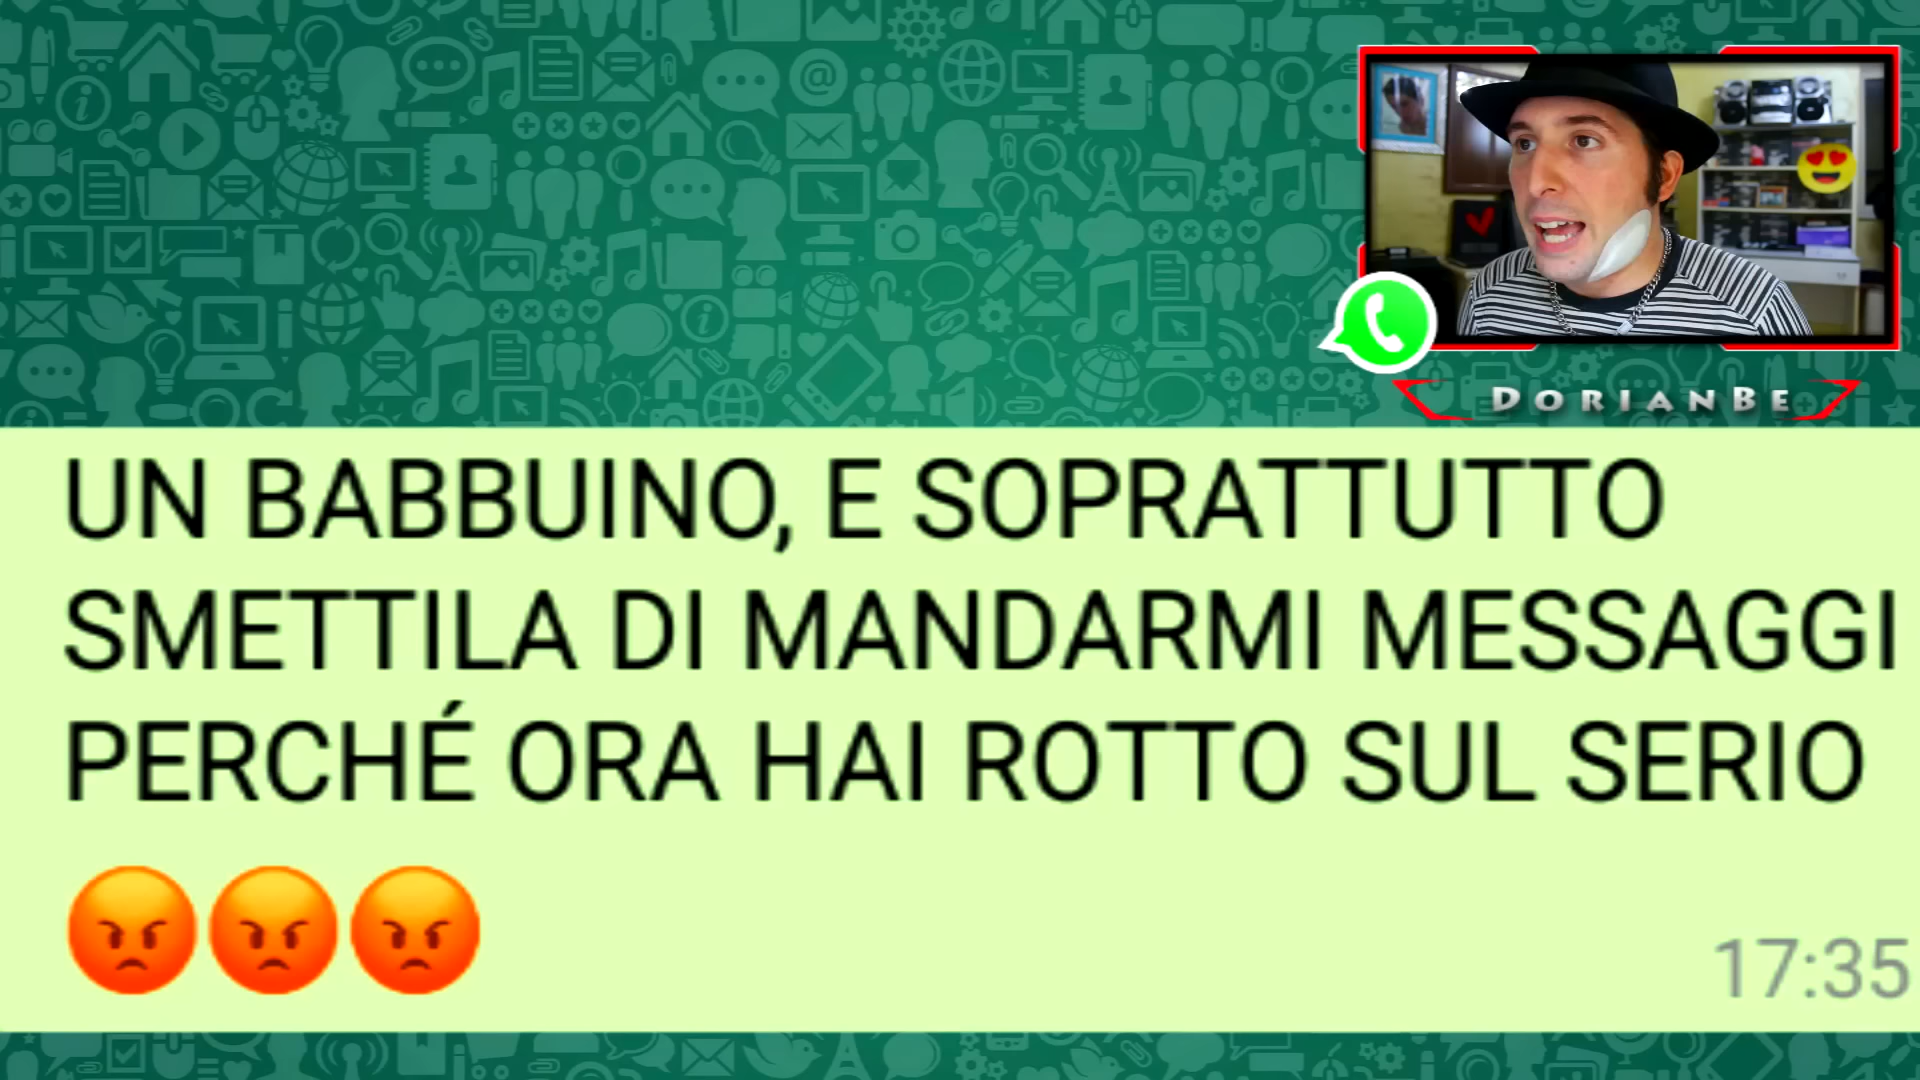 DORIANBE
UN BABBUINO, E SOPRATTUTTO
SMETTILA DI MANDARMI MESSAGGI
PERCHÉ ORA HAI ROTTO SUL SERIO
😡😡😡
17:35